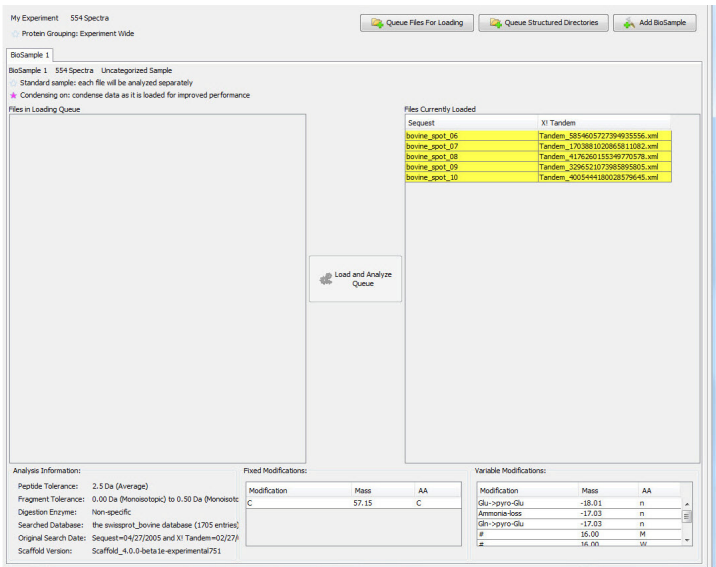 My Experiment 554 Spectra
Queue Files For Loading
Queue Structured Directories
Add BioSample
Protein Grouping: Experiment Wide
BioSample 1
BioSample 1 554 Spectra Uncategorized Sample
Standard sample: each file will be analyzed separately
Condensing on: condense data as it is loaded for improved performance
Files in Loading Queue
Files Currently Loaded
Sequest X! Tandem
bovine_spot_06 Tandem_5854605727394935556.xml
bovine_spot_07 Tandem_1703881020865811082.xml
bovine_spot_08 Tandem_4176260155349770578.xml
bovine_spot_09 Tandem_3296521073985895805.xml
bovine_spot_10 Tandem_4005444180028579645.xml
Load and Analyze
Queue
Analysis Information:
Peptide Tolerance: 2.5 Da (Average)
Fragment Tolerance: 0.00 Da (Monoisotopic) to 0.50 Da (Monoisotc
Digestion Enzyme: Non-specific
Searched Database: the swissprot_bovine database (1705 entries)
Original Search Date: Sequest=04/27/2005 and X! Tandem=02/27/
Scaffold Version: Scaffold_4.0.0-beta1e-experimental751
Fixed Modifications:
Modification Mass AA
C 57.15 C
Variable Modifications:
Modification Mass AA
Glu->pyro-Glu -18.01 n
Ammonia-loss -17.03 n
Gln->pyro-Glu -17.03 n
# 16.00 M
# 16.00 W